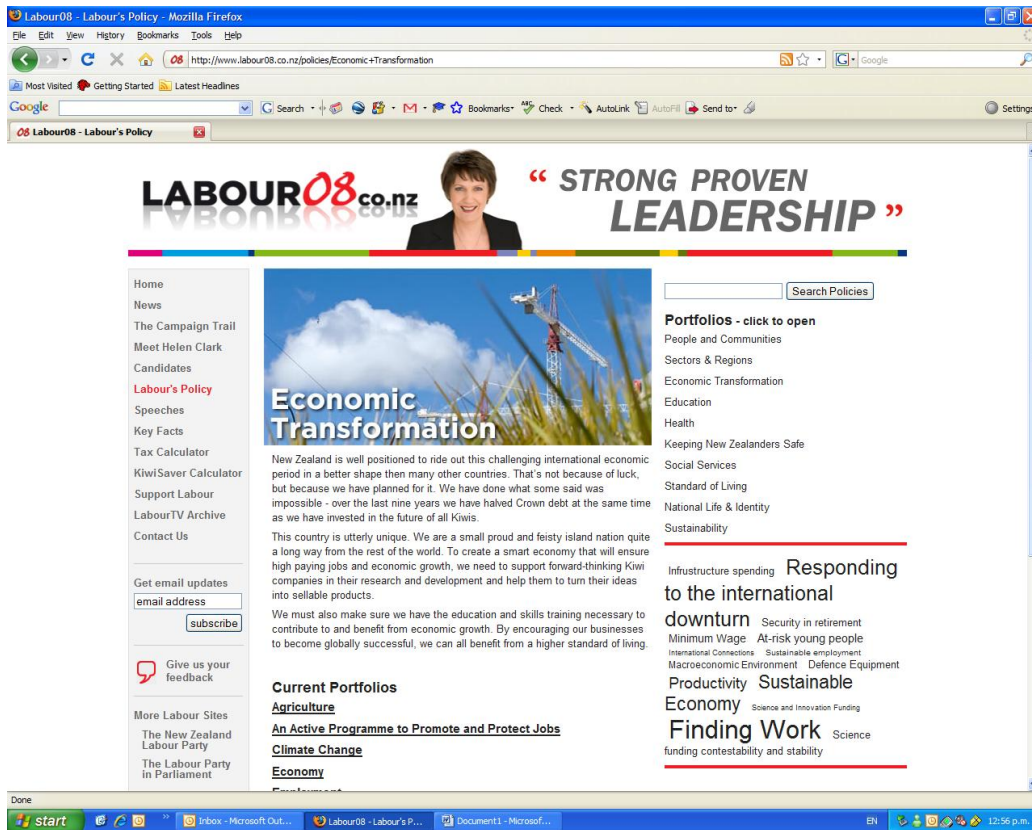 Labour08 - Labour's Policy - Mozilla Firefox
File Edit View History Bookmarks Tools Help
08 http://www.labour08.co.nz/policies/Economic+Transformation
G Google
Most Visited Getting Started Latest Headlines
Google G Search Bookmarks ABC Check AutoLink AutoFill Send to Settings
08 Labour08 - Labour's Policy
LABOUR08.co.nz
“ STRONG PROVEN
LEADERSHIP ”
Home
News
The Campaign Trail
Meet Helen Clark
Candidates
Labour's Policy
Speeches
Key Facts
Tax Calculator
KiwiSaver Calculator
Support Labour
LabourTV Archive
Contact Us
Get email updates
email address
subscribe
Give us your
feedback
More Labour Sites
The New Zealand
Labour Party
The Labour Party
in Parliament
Economic
Transformation
New Zealand is well positioned to ride out this challenging international economic
period in a better shape then many other countries. That's not because of luck,
but because we have planned for it. We have done what some said was
impossible - over the last nine years we have halved Crown debt at the same time
as we have invested in the future of all Kiwis.
This country is utterly unique. We are a small proud and feisty island nation quite
a long way from the rest of the world. To create a smart economy that will ensure
high paying jobs and economic growth, we need to support forward-thinking Kiwi
companies in their research and development and help them to turn their ideas
into sellable products.
We must also make sure we have the education and skills training necessary to
contribute to and benefit from economic growth. By encouraging our businesses
to become globally successful, we can all benefit from a higher standard of living.
Current Portfolios
Agriculture
An Active Programme to Promote and Protect Jobs
Climate Change
Economy
Search Policies
Portfolios - click to open
People and Communities
Sectors & Regions
Economic Transformation
Education
Health
Keeping New Zealanders Safe
Social Services
Standard of Living
National Life & Identity
Sustainability
Infrustructure spending Responding
to the international
downturn Security in retirement
Minimum Wage At-risk young people
International Connections Sustainable employment
Macroeconomic Environment Defence Equipment
Productivity Sustainable
Economy Science and Innovation Funding
Finding Work Science
funding contestability and stability
Done
start Inbox - Microsoft Out... Labour08 - Labour's P... Document1 - Microsof... EN 12:56 p.m.